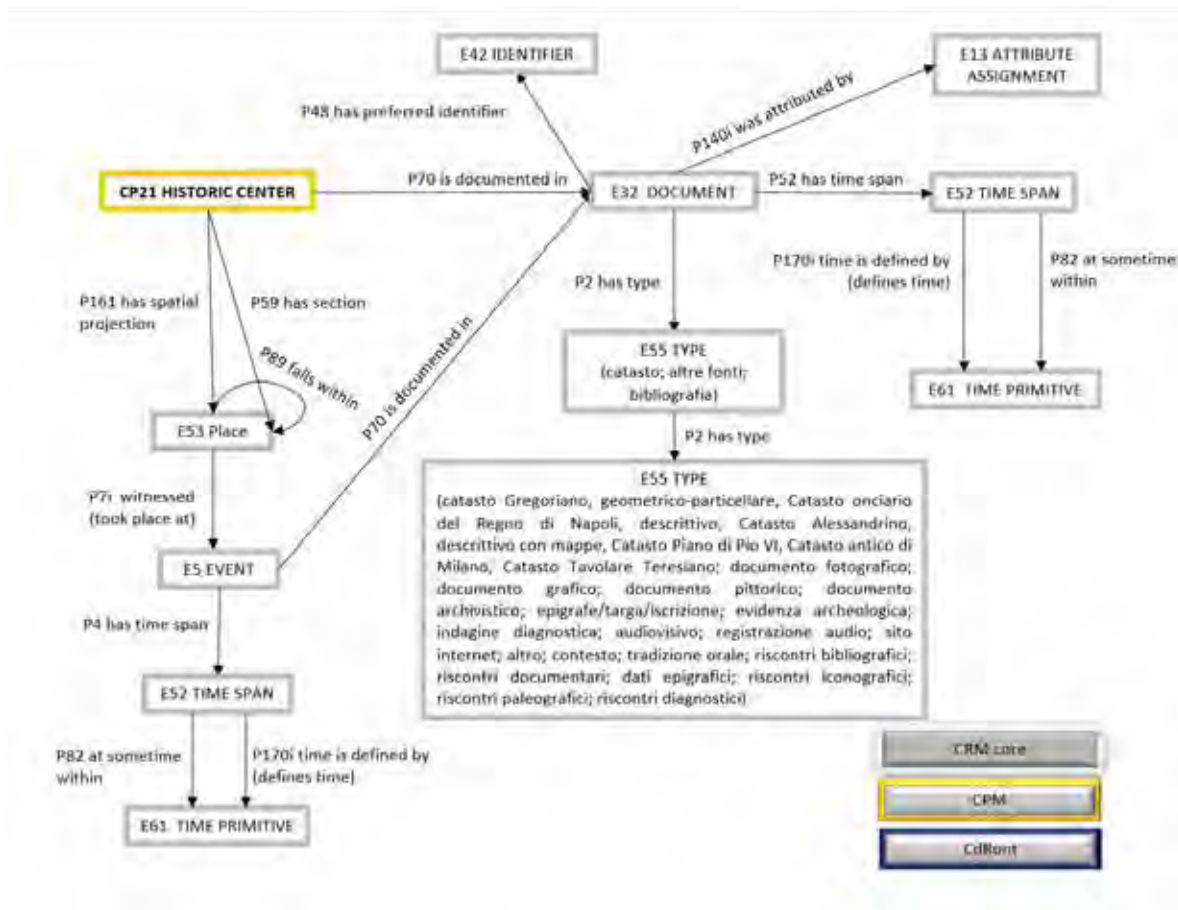 E42 IDENTIFIER
E13 ATTRIBUTE
ASSIGNMENT
P48 has preferred identifier
P140i was attributed by
CP21 HISTORIC CENTER
P70 is documented in
E32 DOCUMENT
P52 has time span
E52 TIME SPAN
P161 has spatial
projection
P59 has section
P89 falls within
P70 is documented in
P2 has type
P170i time is defined by
(defines time)
P82 at sometime
within
E55 TYPE
(catasto; altre fonti;
bibliografia)
E61 TIME PRIMITIVE
E53 Place
P2 has type
P7i witnessed
(took place at)
E5 EVENT
E55 TYPE
(catasto Gregoriano, geometrico-particellare, Catasto onciario
del Regno di Napoli, descrittivo, Catasto Alessandrino,
descrittivo con mappe, Catasto Piano di Pio VI, Catasto antico di
Milano, Catasto Tavolare Teresiano; documento fotografico;
documento grafico; documento pittorico; documento
archivistico; epigrafe/targa/iscrizione; evidenza archeologica;
indagine diagnostica; audiovisivo; registrazione audio; sito
internet; altro; contesto; tradizione orale; riscontri bibliografici;
riscontri documentari; dati epigrafici; riscontri iconografici;
riscontri paleografici; riscontri diagnostici)
P4 has time span
E52 TIME SPAN
P82 at sometime
within
P170i time is defined by
(defines time)
E61 TIME PRIMITIVE
CRM core
CPM
CdRont